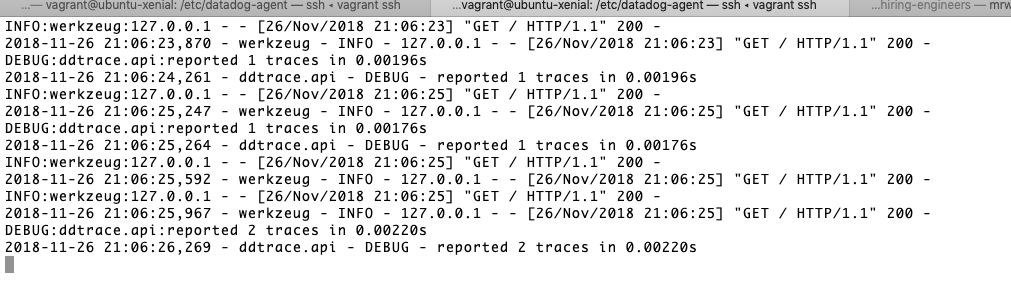 ...— vagrant@ubuntu-xenial: /etc/datadog-agent — ssh ◂ vagrant ssh
...vagrant@ubuntu-xenial: /etc/datadog-agent — ssh ◂ vagrant ssh
...hiring-engineers — mrw
INFO:werkzeug:127.0.0.1 - - [26/Nov/2018 21:06:23] "GET / HTTP/1.1" 200 -
2018-11-26 21:06:23,870 - werkzeug - INFO - 127.0.0.1 - - [26/Nov/2018 21:06:23] "GET / HTTP/1.1" 200 -
DEBUG:ddtrace.api:reported 1 traces in 0.00196s
2018-11-26 21:06:24,261 - ddtrace.api - DEBUG - reported 1 traces in 0.00196s
INFO:werkzeug:127.0.0.1 - - [26/Nov/2018 21:06:25] "GET / HTTP/1.1" 200 -
2018-11-26 21:06:25,247 - werkzeug - INFO - 127.0.0.1 - - [26/Nov/2018 21:06:25] "GET / HTTP/1.1" 200 -
DEBUG:ddtrace.api:reported 1 traces in 0.00176s
2018-11-26 21:06:25,264 - ddtrace.api - DEBUG - reported 1 traces in 0.00176s
INFO:werkzeug:127.0.0.1 - - [26/Nov/2018 21:06:25] "GET / HTTP/1.1" 200 -
2018-11-26 21:06:25,592 - werkzeug - INFO - 127.0.0.1 - - [26/Nov/2018 21:06:25] "GET / HTTP/1.1" 200 -
INFO:werkzeug:127.0.0.1 - - [26/Nov/2018 21:06:25] "GET / HTTP/1.1" 200 -
2018-11-26 21:06:25,967 - werkzeug - INFO - 127.0.0.1 - - [26/Nov/2018 21:06:25] "GET / HTTP/1.1" 200 -
DEBUG:ddtrace.api:reported 2 traces in 0.00220s
2018-11-26 21:06:26,269 - ddtrace.api - DEBUG - reported 2 traces in 0.00220s